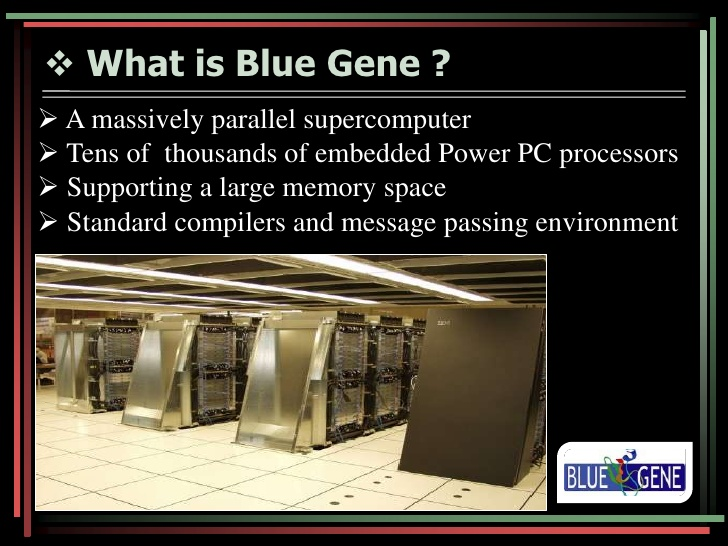 ❖ What is Blue Gene ?
➢ A massively parallel supercomputer
➢ Tens of thousands of embedded Power PC processors
➢ Supporting a large memory space
➢ Standard compilers and message passing environment
IBM
BLUE GENE